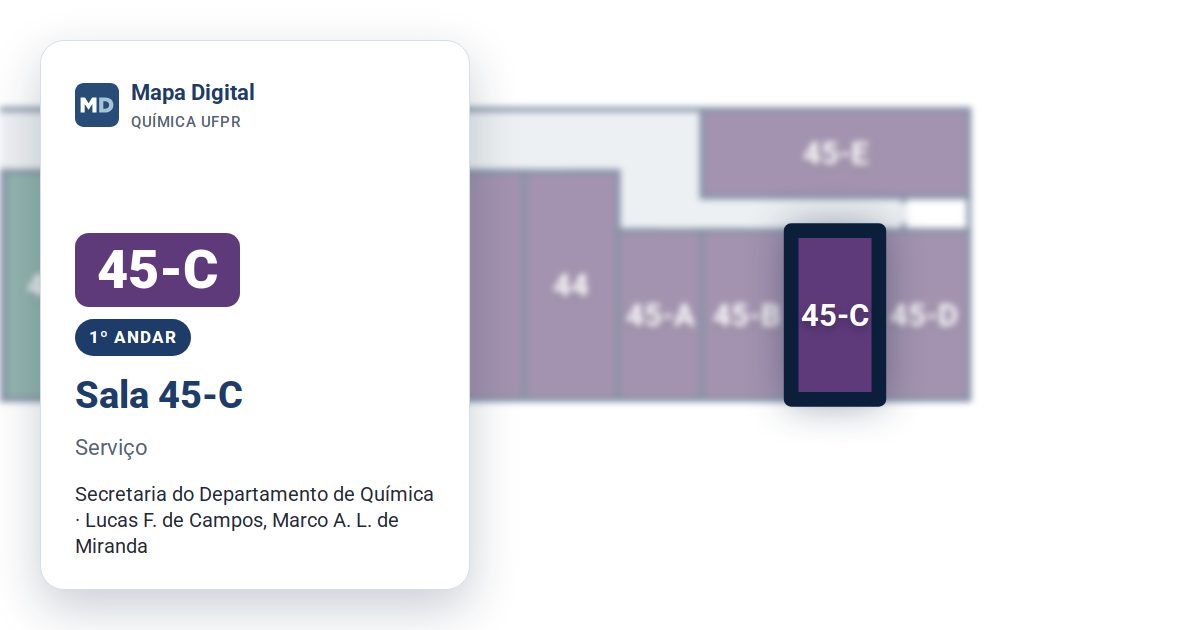 MD
Mapa Digital
QUÍMICA UFPR
45-C
1º ANDAR
Sala 45-C
Serviço
Secretaria do Departamento de Química
· Lucas F. de Campos, Marco A. L. de
Miranda
45-E
44
45-A
45-B
45-C
45-D